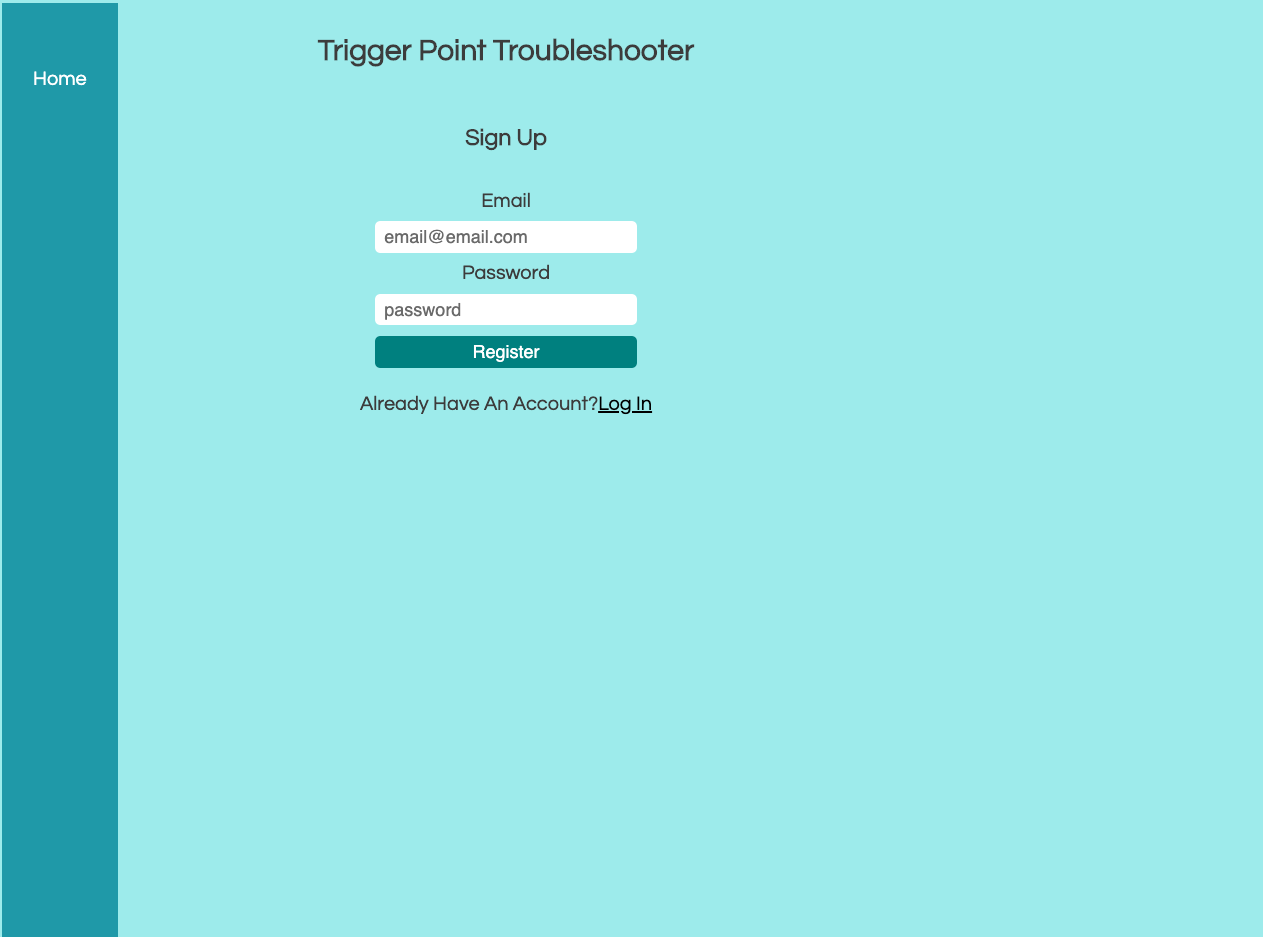 Home
Trigger Point Troubleshooter
Sign Up
Email
email@email.com
Password
password
Register
Already Have An Account?Log In